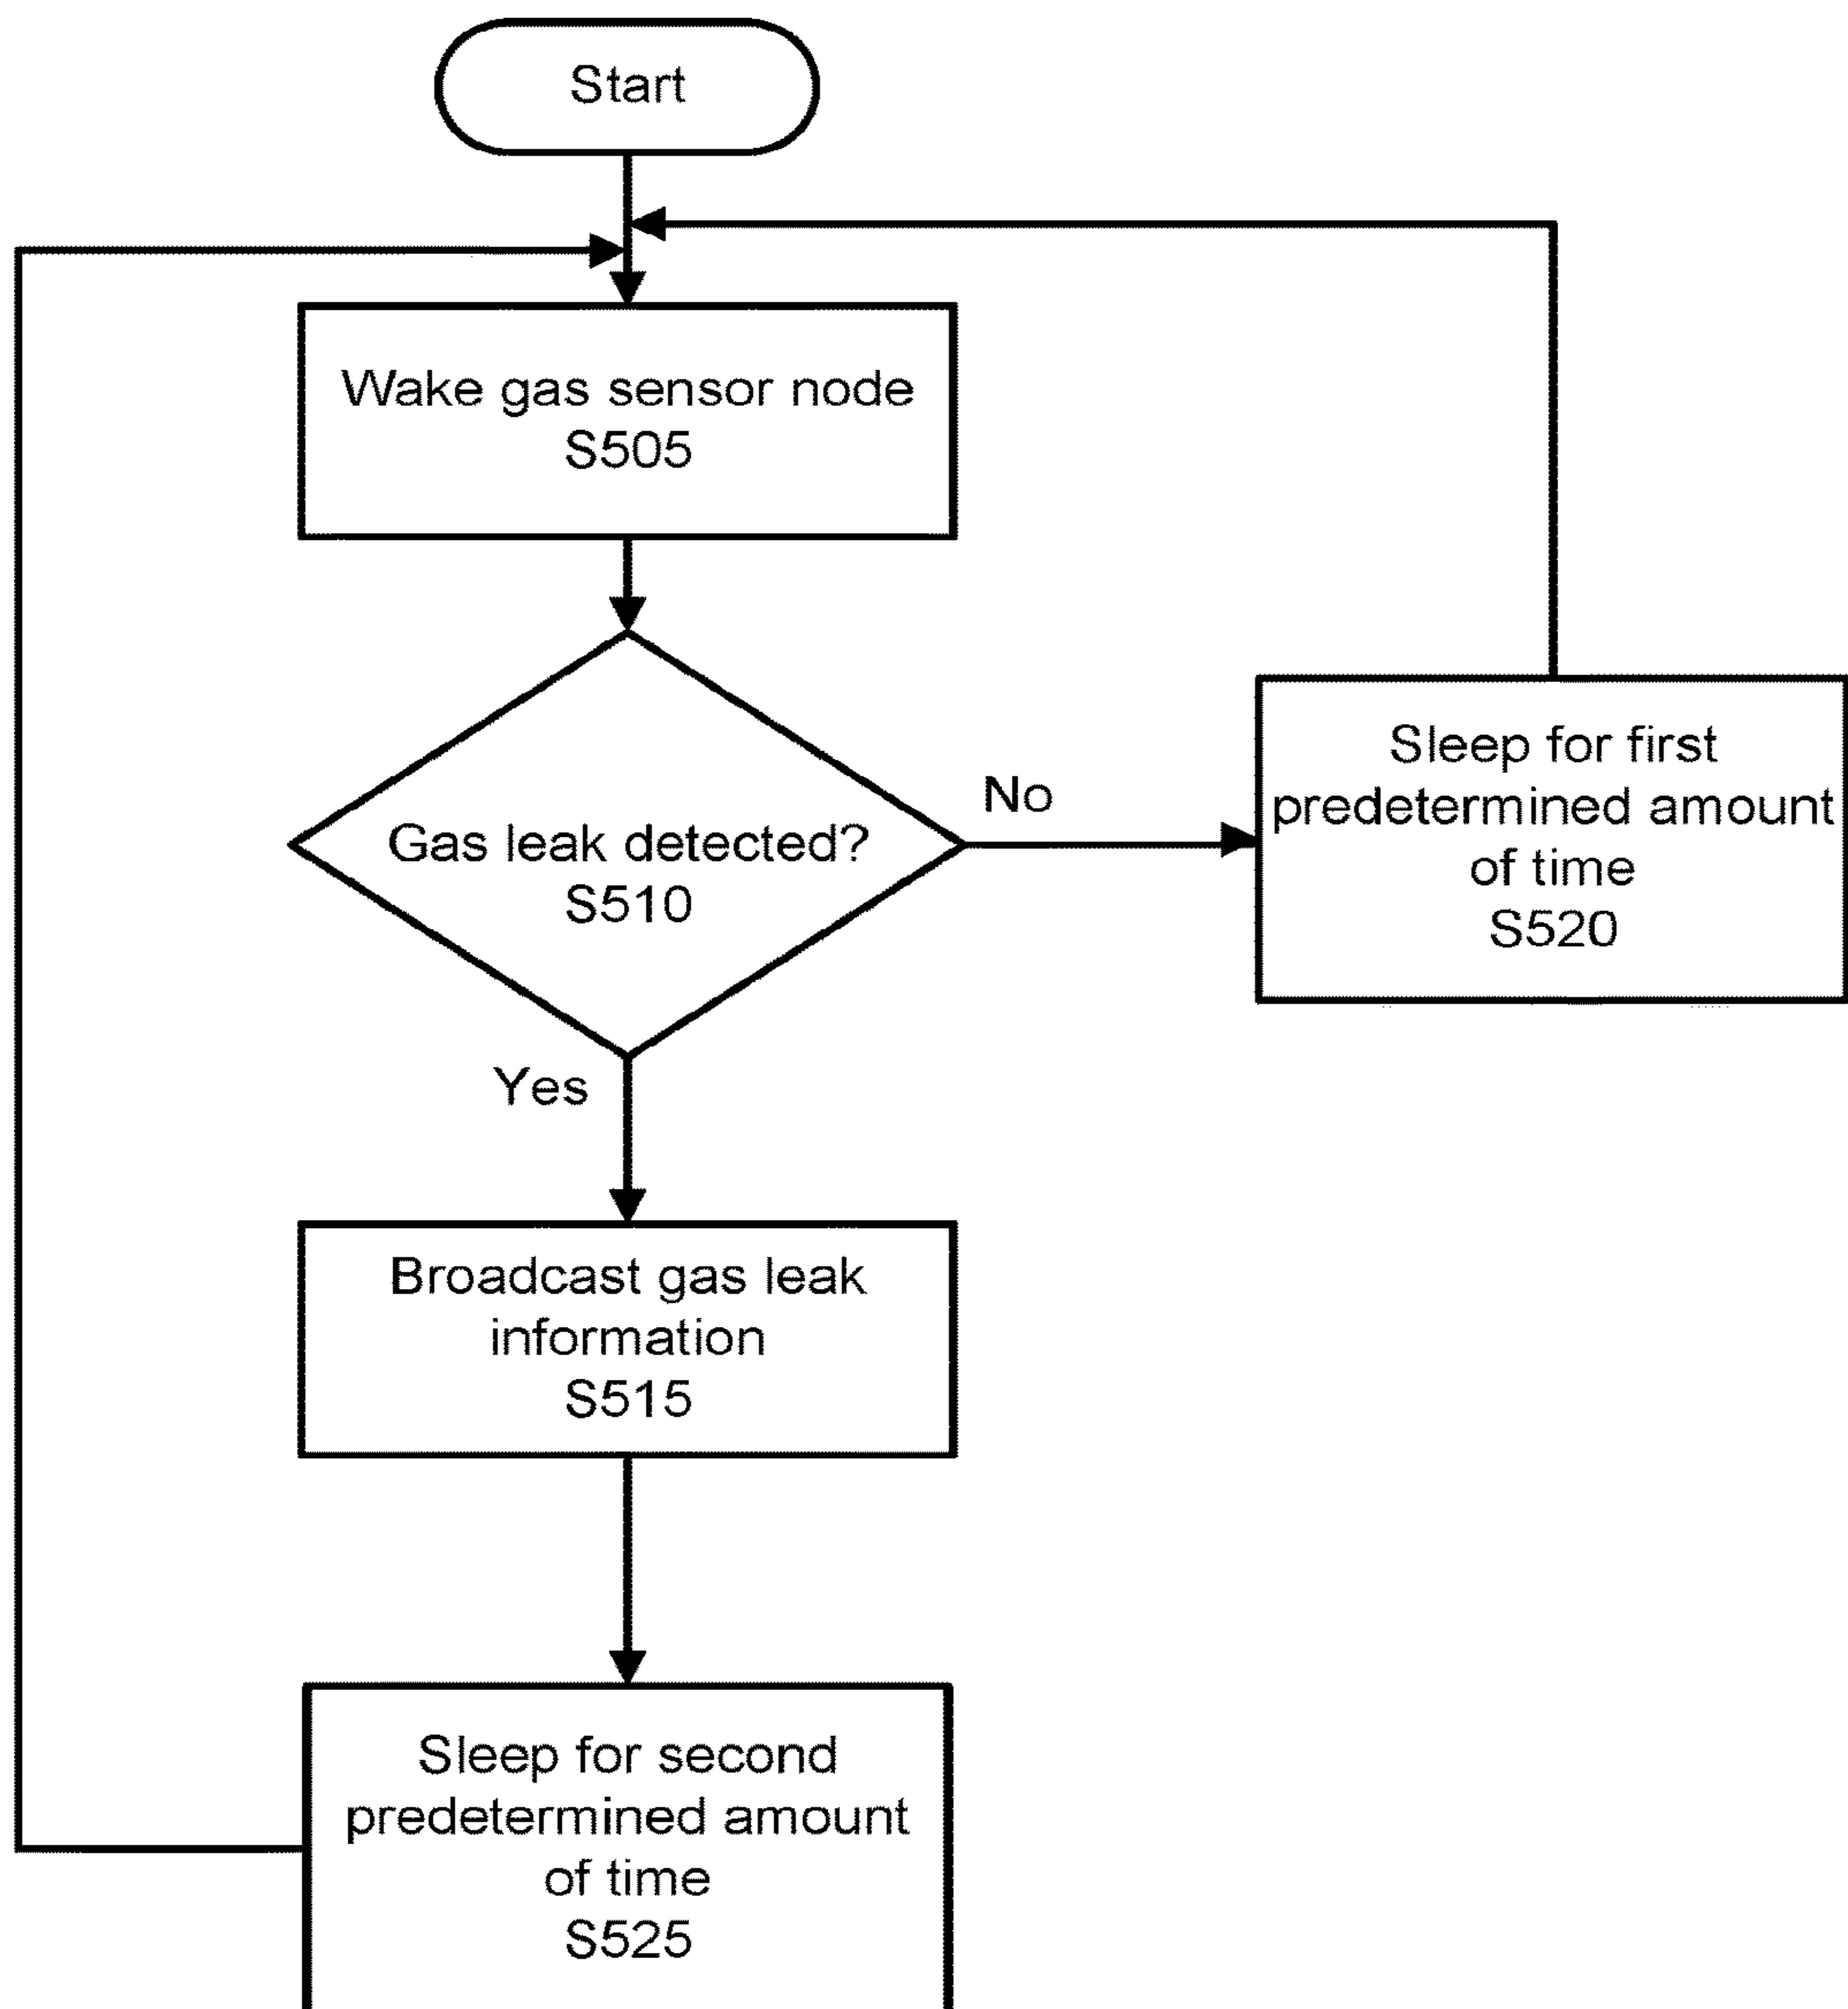 Start
Wake gas sensor node
S505
Gas leak detected?
S510
No
Sleep for first
predetermined amount
of time
S520
Yes
Broadcast gas leak
information
S515
Sleep for second
predetermined amount
of time
S525